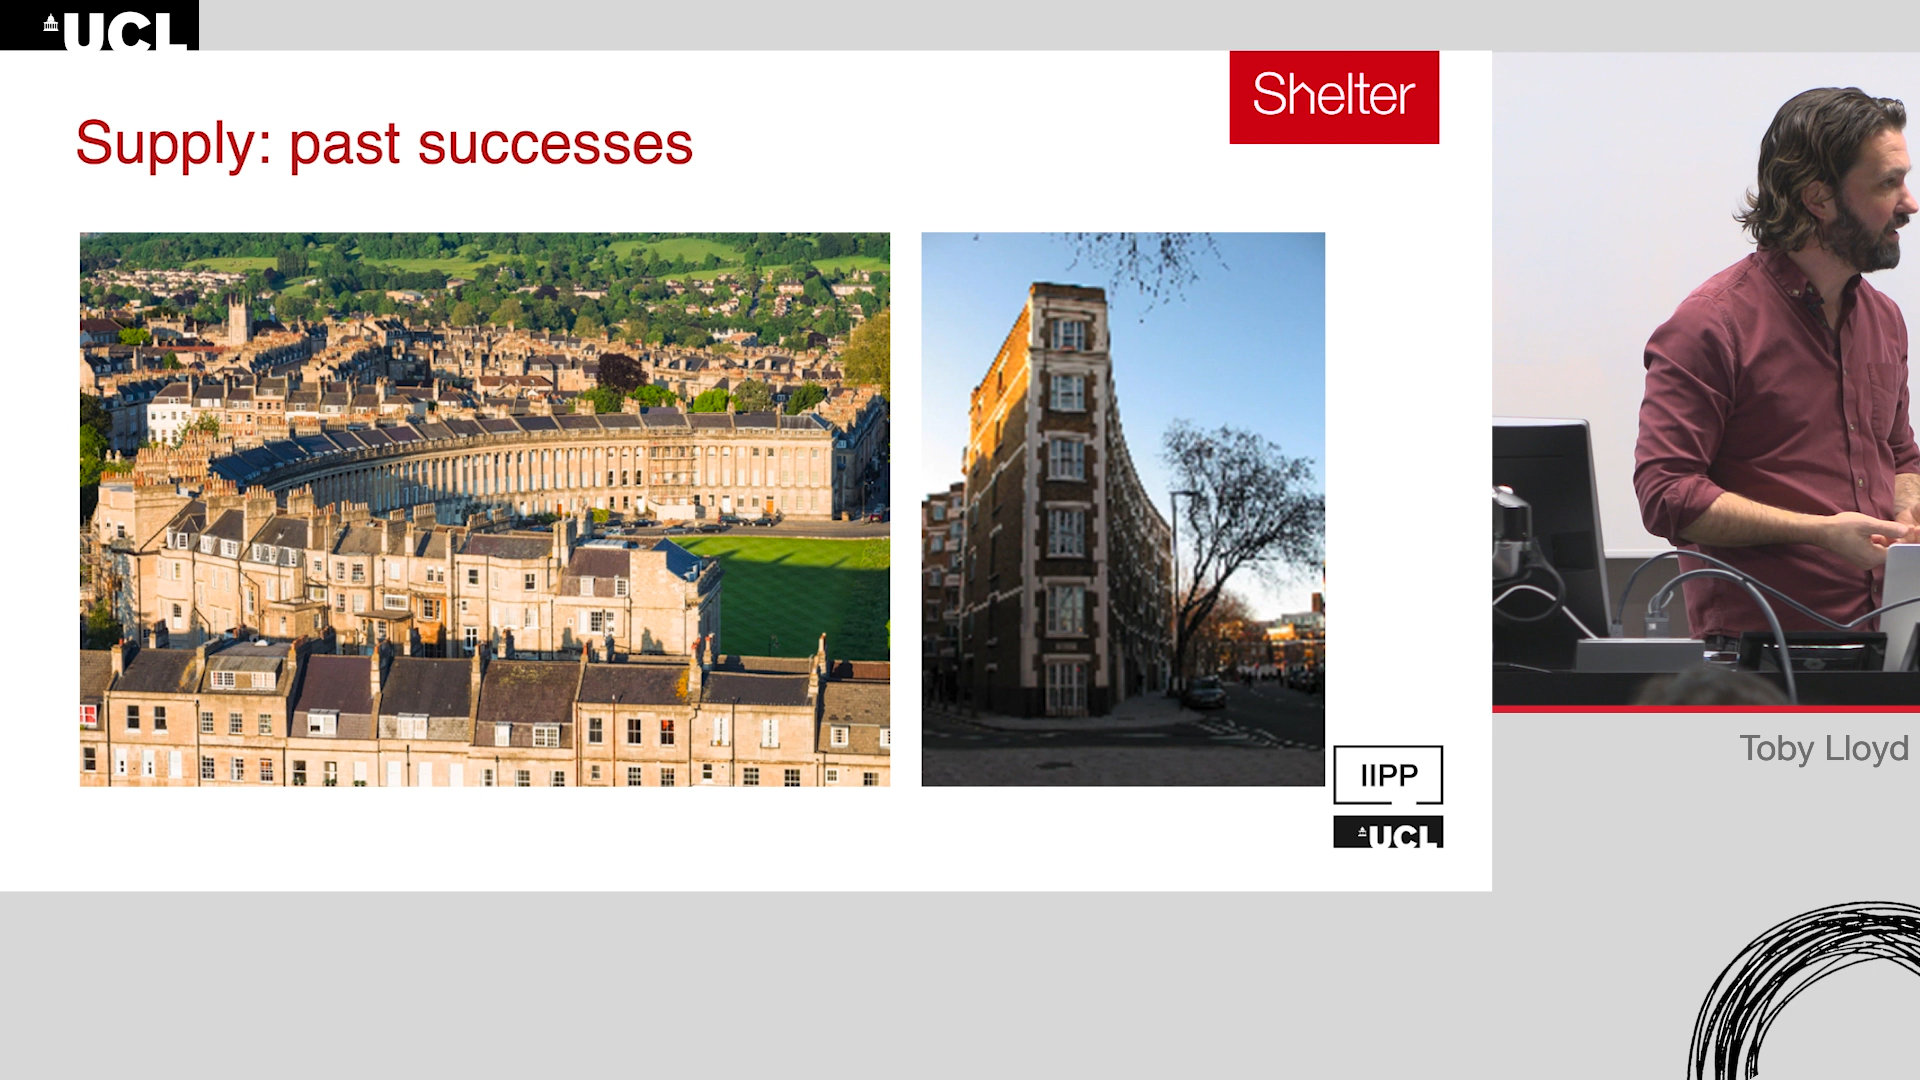 UCL
Shelter
Supply: past successes
IIPP
UCL
Toby Lloyd